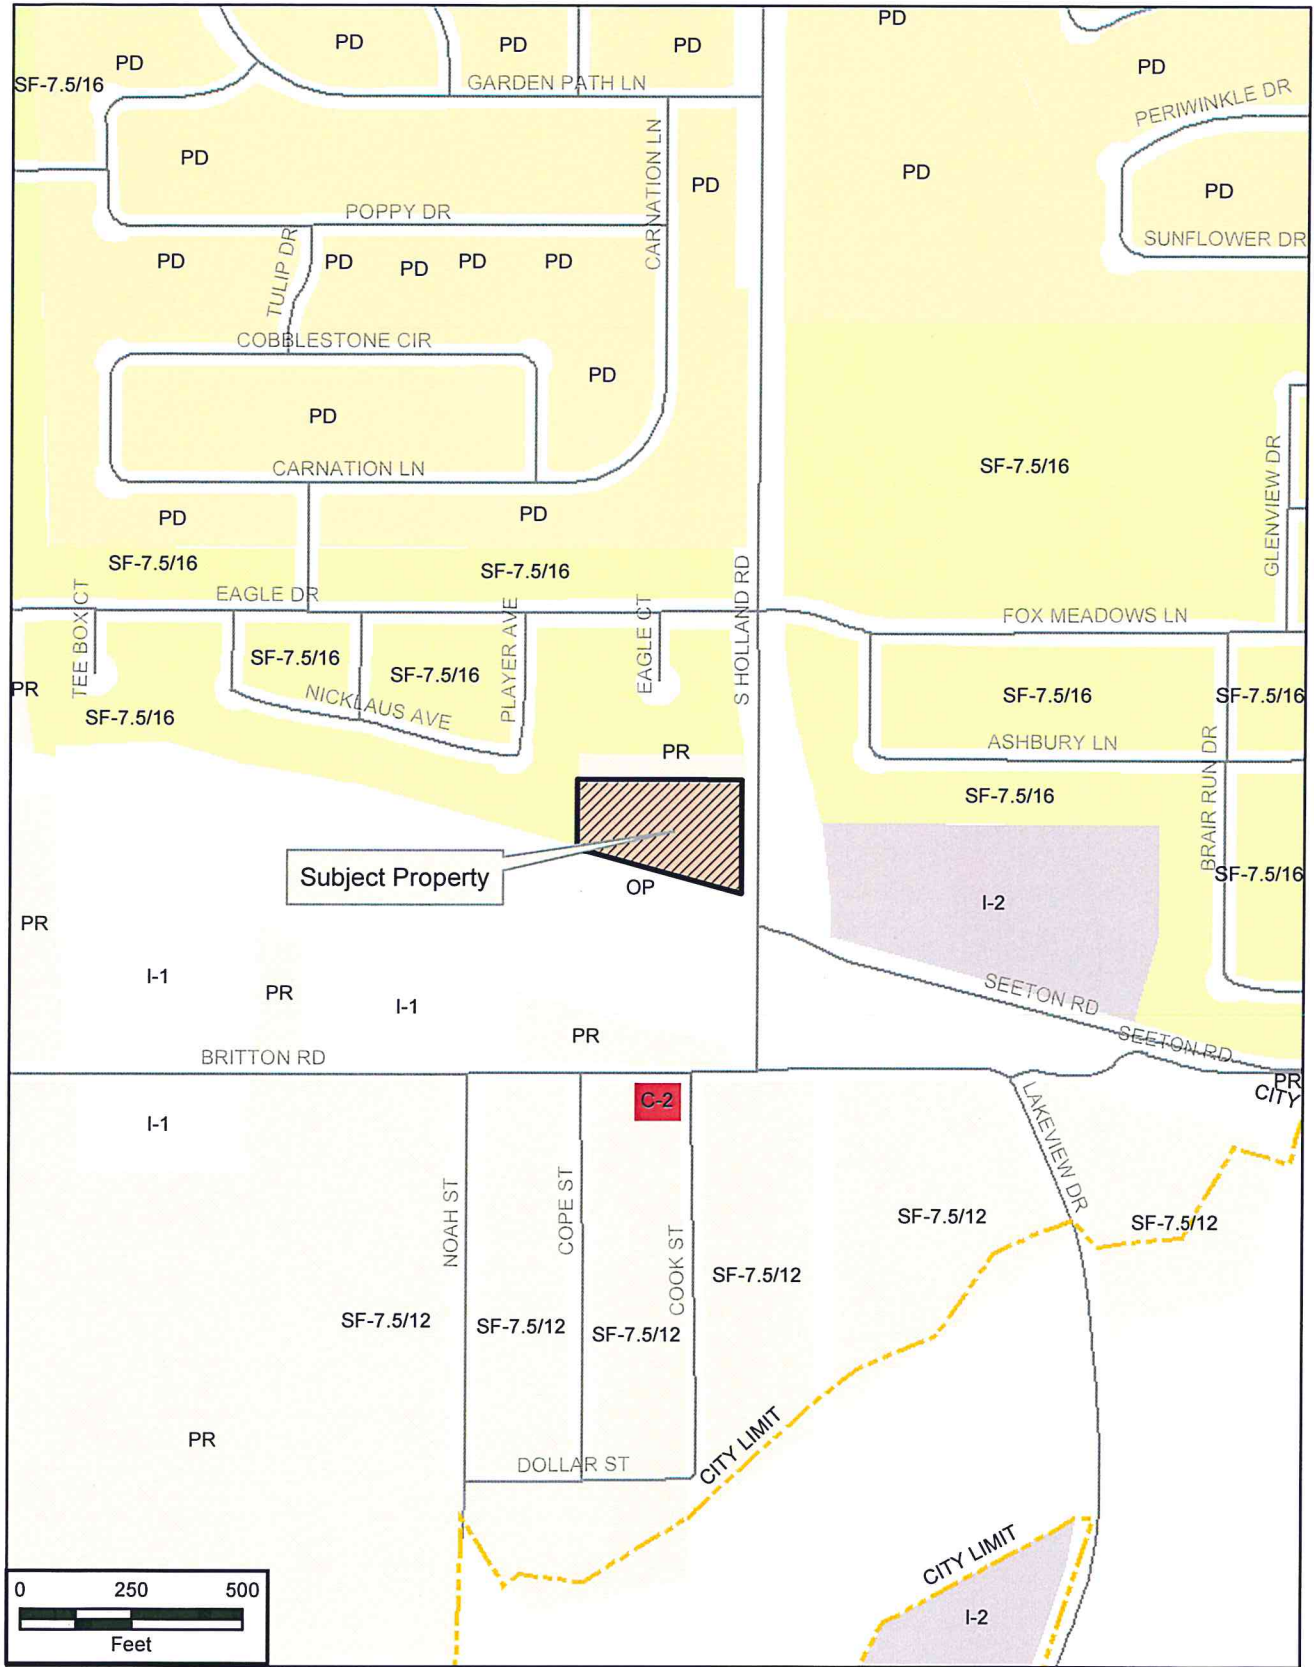 PD
PD
PD
PD
PD
SF-7.5/16
GARDEN PATH LN
PD
PERIWINKLE DR
PD
CARNATION LN
PD
PD
PD
POPPY DR
SUNFLOWER DR
TULIP DR
PD
PD
PD
PD
PD
COBBLESTONE CIR
PD
PD
CARNATION LN
SF-7.5/16
GLENVIEW DR
PD
PD
SF-7.5/16
SF-7.5/16
S HOLLAND RD
EAGLE DR
TEE BOX CT
PLAYER AVE
EAGLE CT
FOX MEADOWS LN
SF-7.5/16
SF-7.5/16
PR
SF-7.5/16
NICKLAUS AVE
SF-7.5/16
SF-7.5/16
PR
ASHBURY LN
BRAIR RUN DR
SF-7.5/16
Subject Property
OP
SF-7.5/16
I-2
PR
I-1
PR
I-1
SEETON RD
PR
SEETON RD
BRITTON RD
PR
CITY
C-2
I-1
LAKEVIEW DR
NOAH ST
COPE ST
COOK ST
SF-7.5/12
SF-7.5/12
SF-7.5/12
SF-7.5/12
SF-7.5/12
SF-7.5/12
PR
DOLLAR ST
CITY LIMIT
CITY LIMIT
I-2
0 250 500
Feet